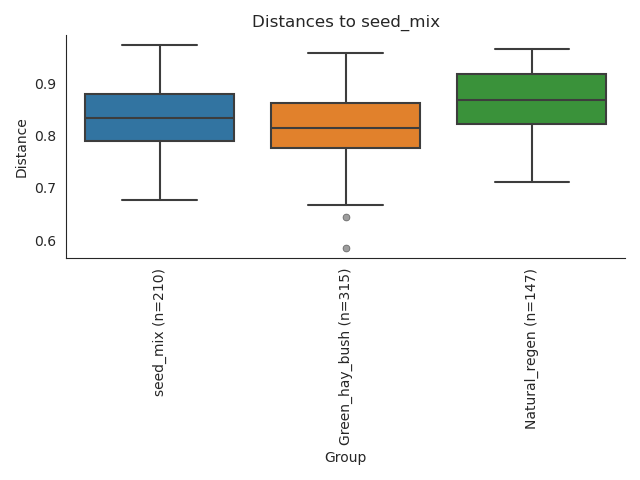 Distances to seed_mix
Distance
0.9
0.8
0.7
0.6
seed_mix (n=210)
Green_hay_bush (n=315)
Natural_regen (n=147)
Group